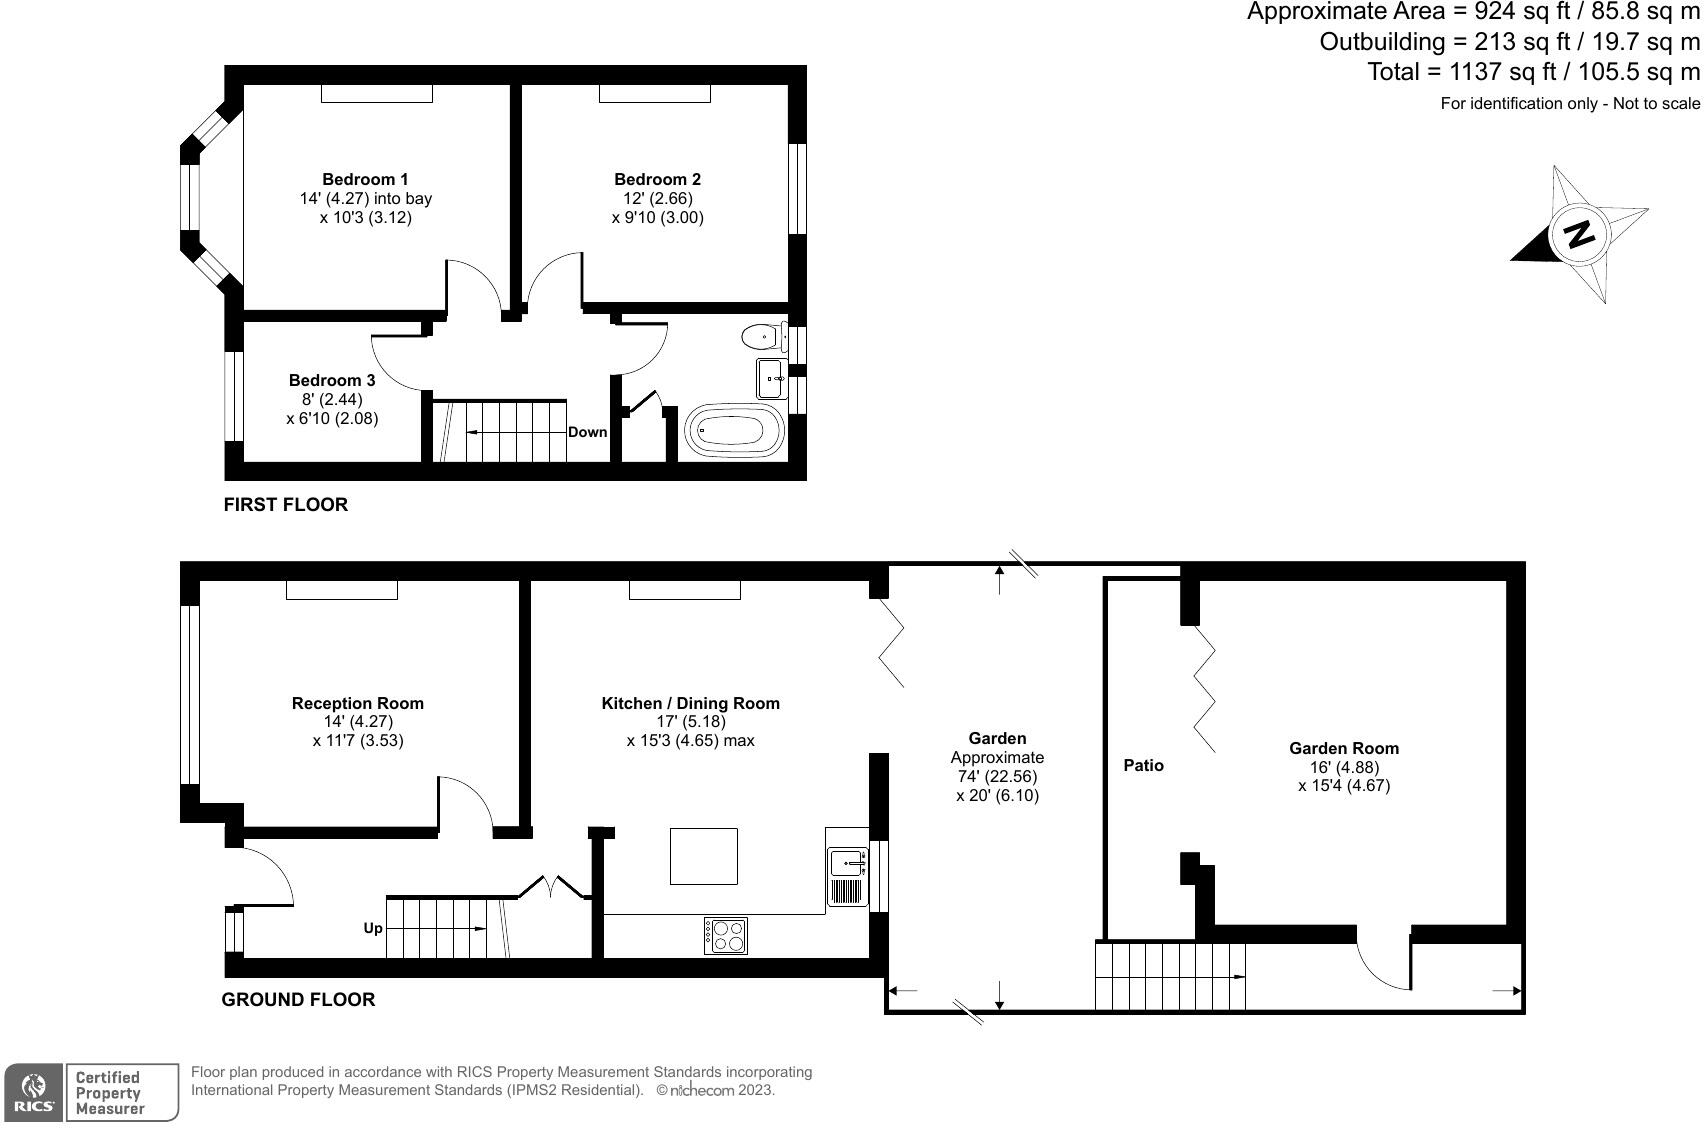 Approximate Area = 924 sq ft / 85.8 sq m
Outbuilding = 213 sq ft / 19.7 sq m
Total = 1137 sq ft / 105.5 sq m
For identification only - Not to scale
N
Bedroom 1
14' (4.27) into bay
x 10'3 (3.12)
Bedroom 2
12' (2.66)
x 9'10 (3.00)
Bedroom 3
8' (2.44)
x 6'10 (2.08)
Down
FIRST FLOOR
Reception Room
14' (4.27)
x 11'7 (3.53)
Kitchen / Dining Room
17' (5.18)
x 15'3 (4.65) max
Garden
Approximate
74' (22.56)
x 20' (6.10)
Patio
Garden Room
16' (4.88)
x 15'4 (4.67)
Up
GROUND FLOOR
RICS
Certified
Property
Measurer
Floor plan produced in accordance with RICS Property Measurement Standards incorporating
International Property Measurement Standards (IPMS2 Residential). © nichecom 2023.